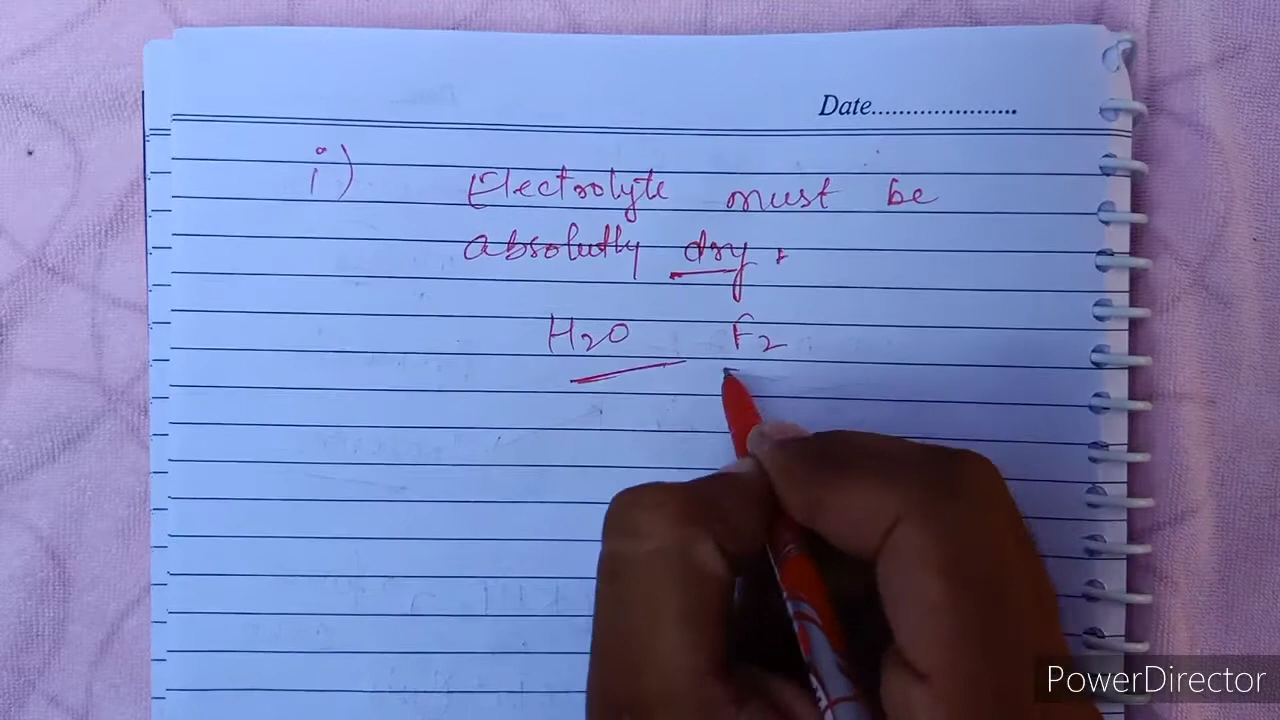 Date....................
i) Electrolyte must be
absolutly dry.
H2O F2
PowerDirector